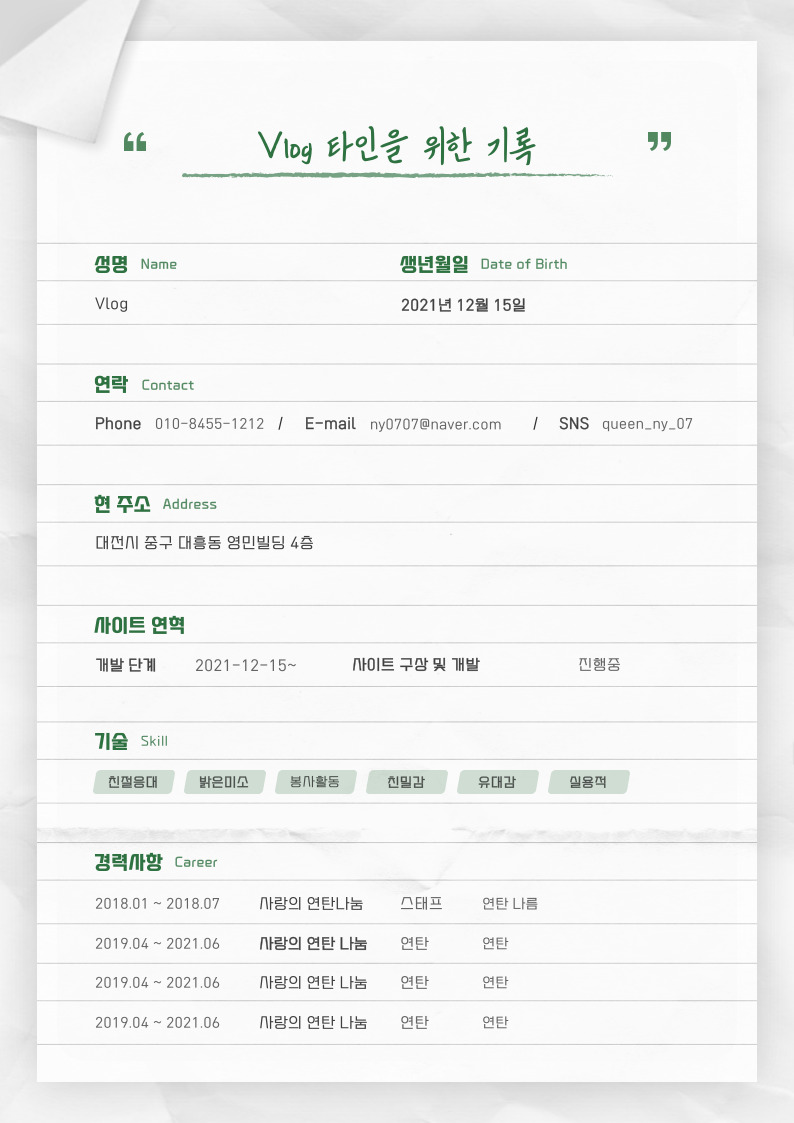 “ Vlog 타인을 위한 기록 ”
성명 Name 생년월일 Date of Birth
Vlog 2021년 12월 15일
연락 Contact
Phone 010-8455-1212 / E-mail ny0707@naver.com / SNS queen_ny_07
현 주소 Address
대전시 중구 대흥동 영민빌딩 4층
사이트 연혁
개발 단계 2021-12-15~ 사이트 구상 및 개발 진행중
기술 Skill
친절응대 밝은미소 봉사활동 친밀감 유대감 실용적
경력사항 Career
2018.01 ~ 2018.07 사랑의 연탄나눔 스태프 연탄 나름
2019.04 ~ 2021.06 사랑의 연탄 나눔 연탄 연탄
2019.04 ~ 2021.06 사랑의 연탄 나눔 연탄 연탄
2019.04 ~ 2021.06 사랑의 연탄 나눔 연탄 연탄